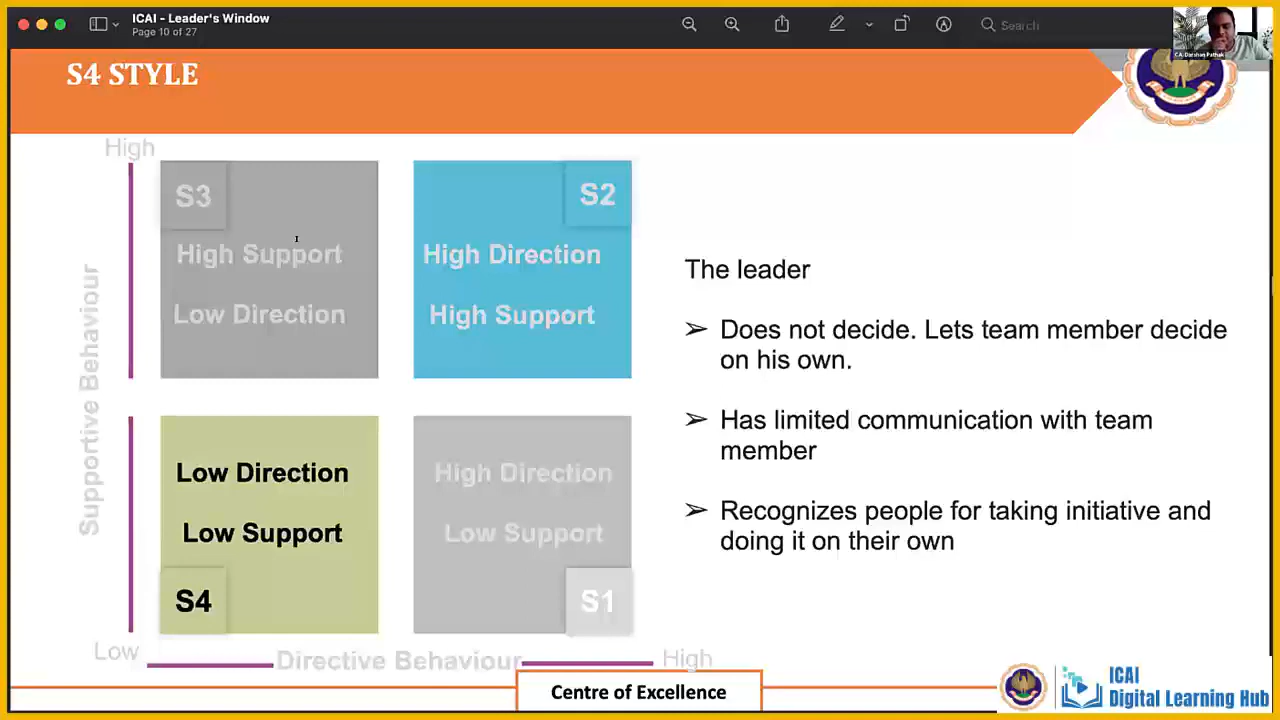 ICAI - Leader's Window
Page 10 of 27
Search
CA. Darshan Pathak
S4 STYLE
High
S3
High Support
Low Direction
S2
High Direction
High Support
Supportive Behaviour
Low Direction
Low Support
S4
High Direction
Low Support
S1
Low
Directive Behaviour
High
The leader
➢ Does not decide. Lets team member decide
on his own.
➢ Has limited communication with team
member
➢ Recognizes people for taking initiative and
doing it on their own
Centre of Excellence
ICAI
Digital Learning Hub